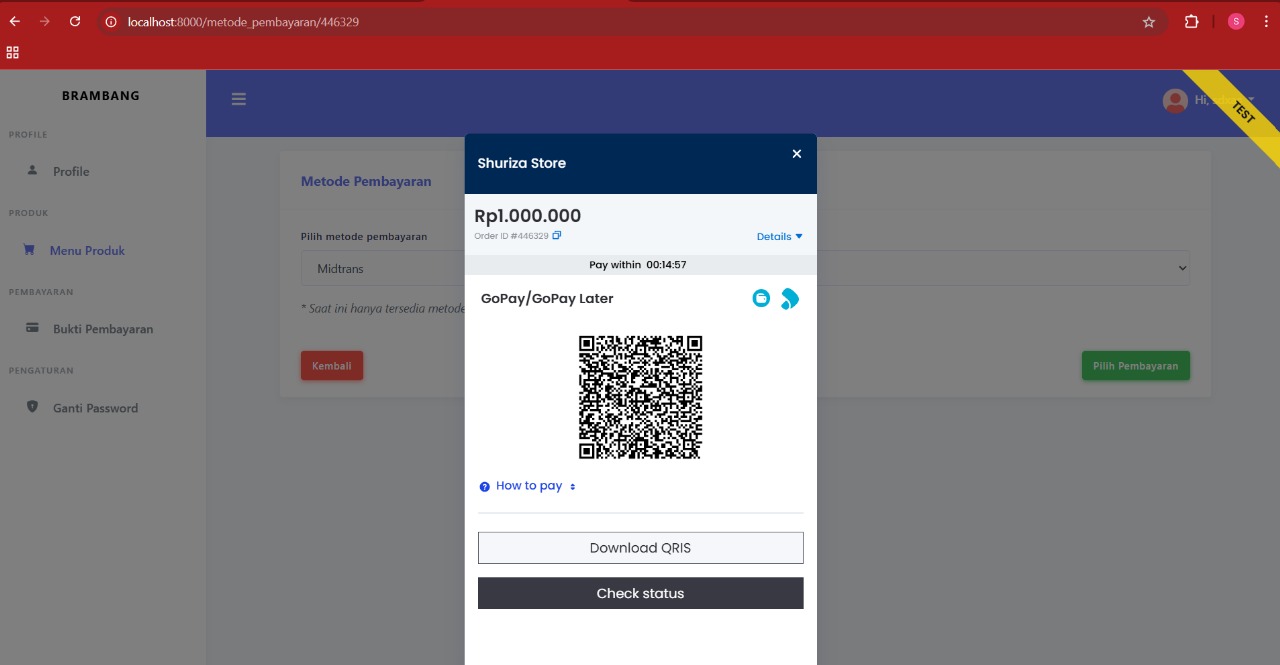 localhost:8000/metode_pembayaran/446329
S
BRAMBANG
Hi,
TEST
PROFILE
Profile
PRODUK
Menu Produk
PEMBAYARAN
Bukti Pembayaran
PENGATURAN
Ganti Password
Metode Pembayaran
Pilih metode pembayaran
Midtrans
* Saat ini hanya tersedia metode
Kembali
Pilih Pembayaran
Shuriza Store
Rp1.000.000
Order ID #446329
Details
Pay within 00:14:57
GoPay/GoPay Later
How to pay
Download QRIS
Check status